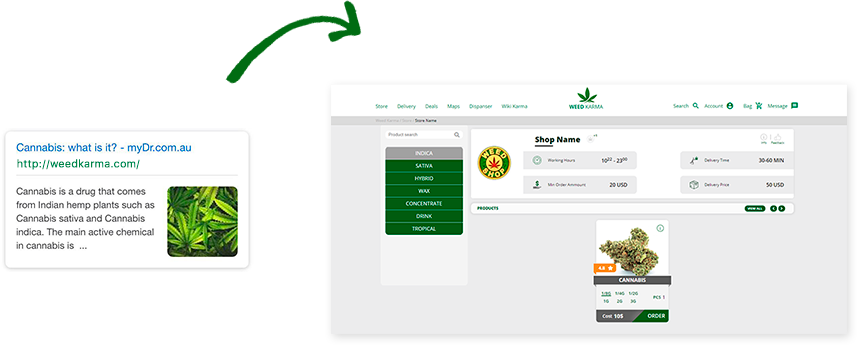 Cannabis: what is it? - myDr.com.au
http://weedkarma.com/
Cannabis is a drug that comes
from Indian hemp plants such as
Cannabis sativa and Cannabis
indica. The main active chemical
in cannabis is ...
Store Delivery Deals Maps Dispanser Wiki Karma
WEED KARMA
Search Account Bag Message
Store Name
Product search
INDICA
SATIVA
HYBRID
WAX
CONCENTRATE
DRINK
TROPICAL
WEED
SHOP
Shop Name
Working Hours 10:22 - 23:00
Delivery Time 30-60 MIN
Min Order Ammounts 20 USD
Delivery Price 50 USD
PRODUCTS
VIEW ALL
4.8
CANNABIS
1/8G 1/4G 1/2G
1G 2G 3G
PCS 1
Cost 10$ ORDER